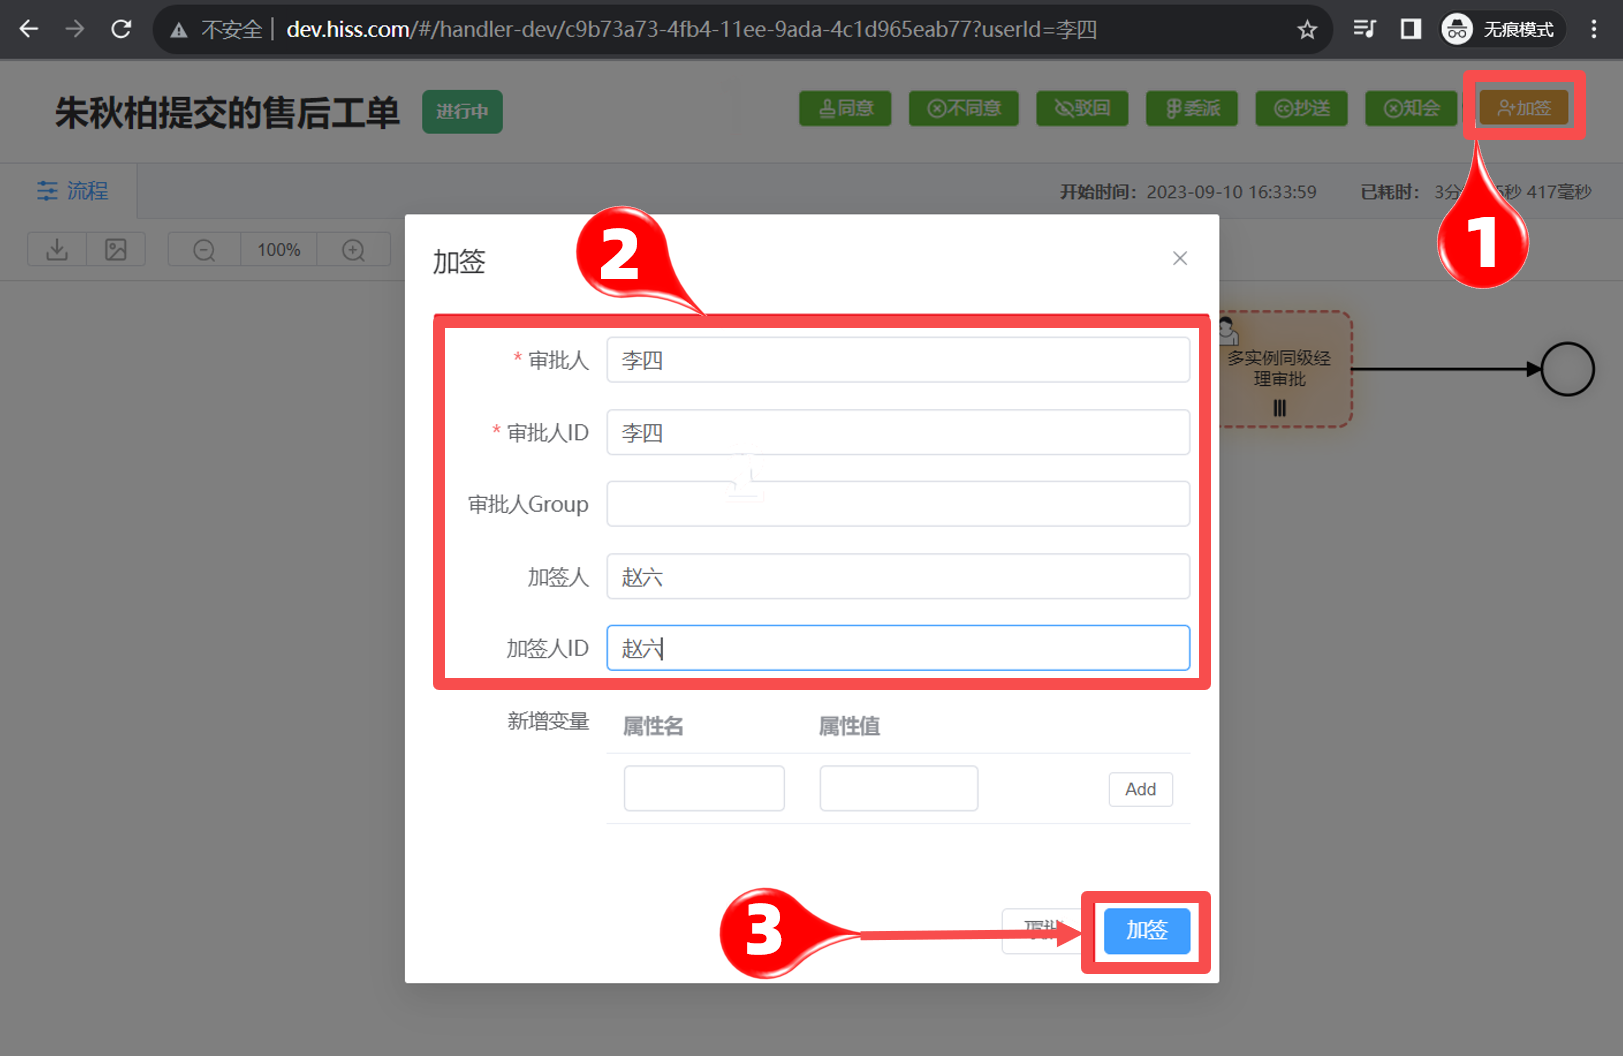 不安全 dev.hiss.com/#/handler-dev/c9b73a73-4fb4-11ee-9ada-4c1d965eab77?userId=李四 无痕模式
朱秋柏提交的售后工单 进行中 同意 不同意 驳回 委派 抄送 知会 加签
流程 开始时间: 2023-09-10 16:33:59 已耗时: 3分 秒 417毫秒
1
100%
加签
2
* 审批人 李四
* 审批人ID 李四
审批人Group
加签人 赵六
加签人ID 赵六
多实例同级经
理审批
新增变量 属性名 属性值
Add
3
加签